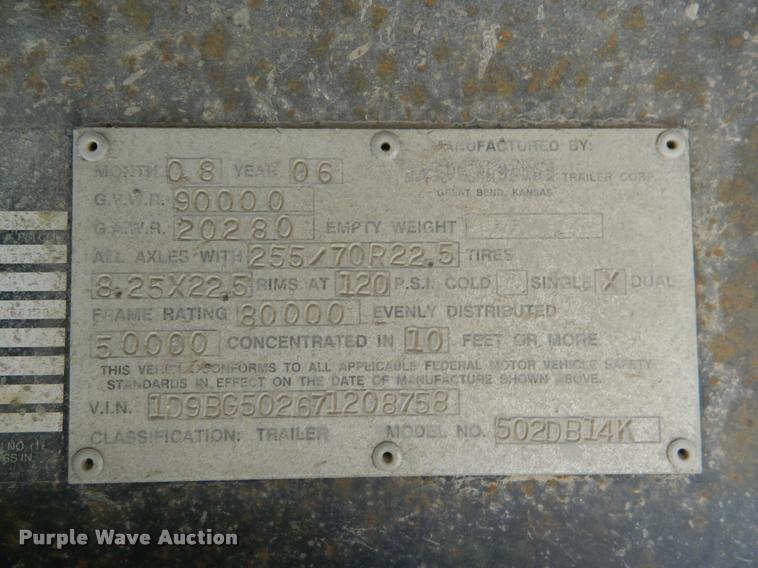 MANUFACTURED BY:
MONTH 08 YEAR 06
TRAILER CORP.
GREAT BEND, KANSAS
G.V.W.R. 90000
G.A.W.R. 20280 EMPTY WEIGHT
ALL AXLES WITH 255/70R22.5 TIRES
8.25X22.5 RIMS AT 120 P.S.I. COLD SINGLE X DUAL
FRAME RATING 80000 EVENLY DISTRIBUTED
50000 CONCENTRATED IN 10 FEET OR MORE
THIS VEHICLE CONFORMS TO ALL APPLICABLE FEDERAL MOTOR VEHICLE SAFETY
STANDARDS IN EFFECT ON THE DATE OF MANUFACTURE SHOWN ABOVE.
V.I.N. 1D9BG502671208758
CLASSIFICATION: TRAILER MODEL NO. 502DB14K
Purple Wave Auction